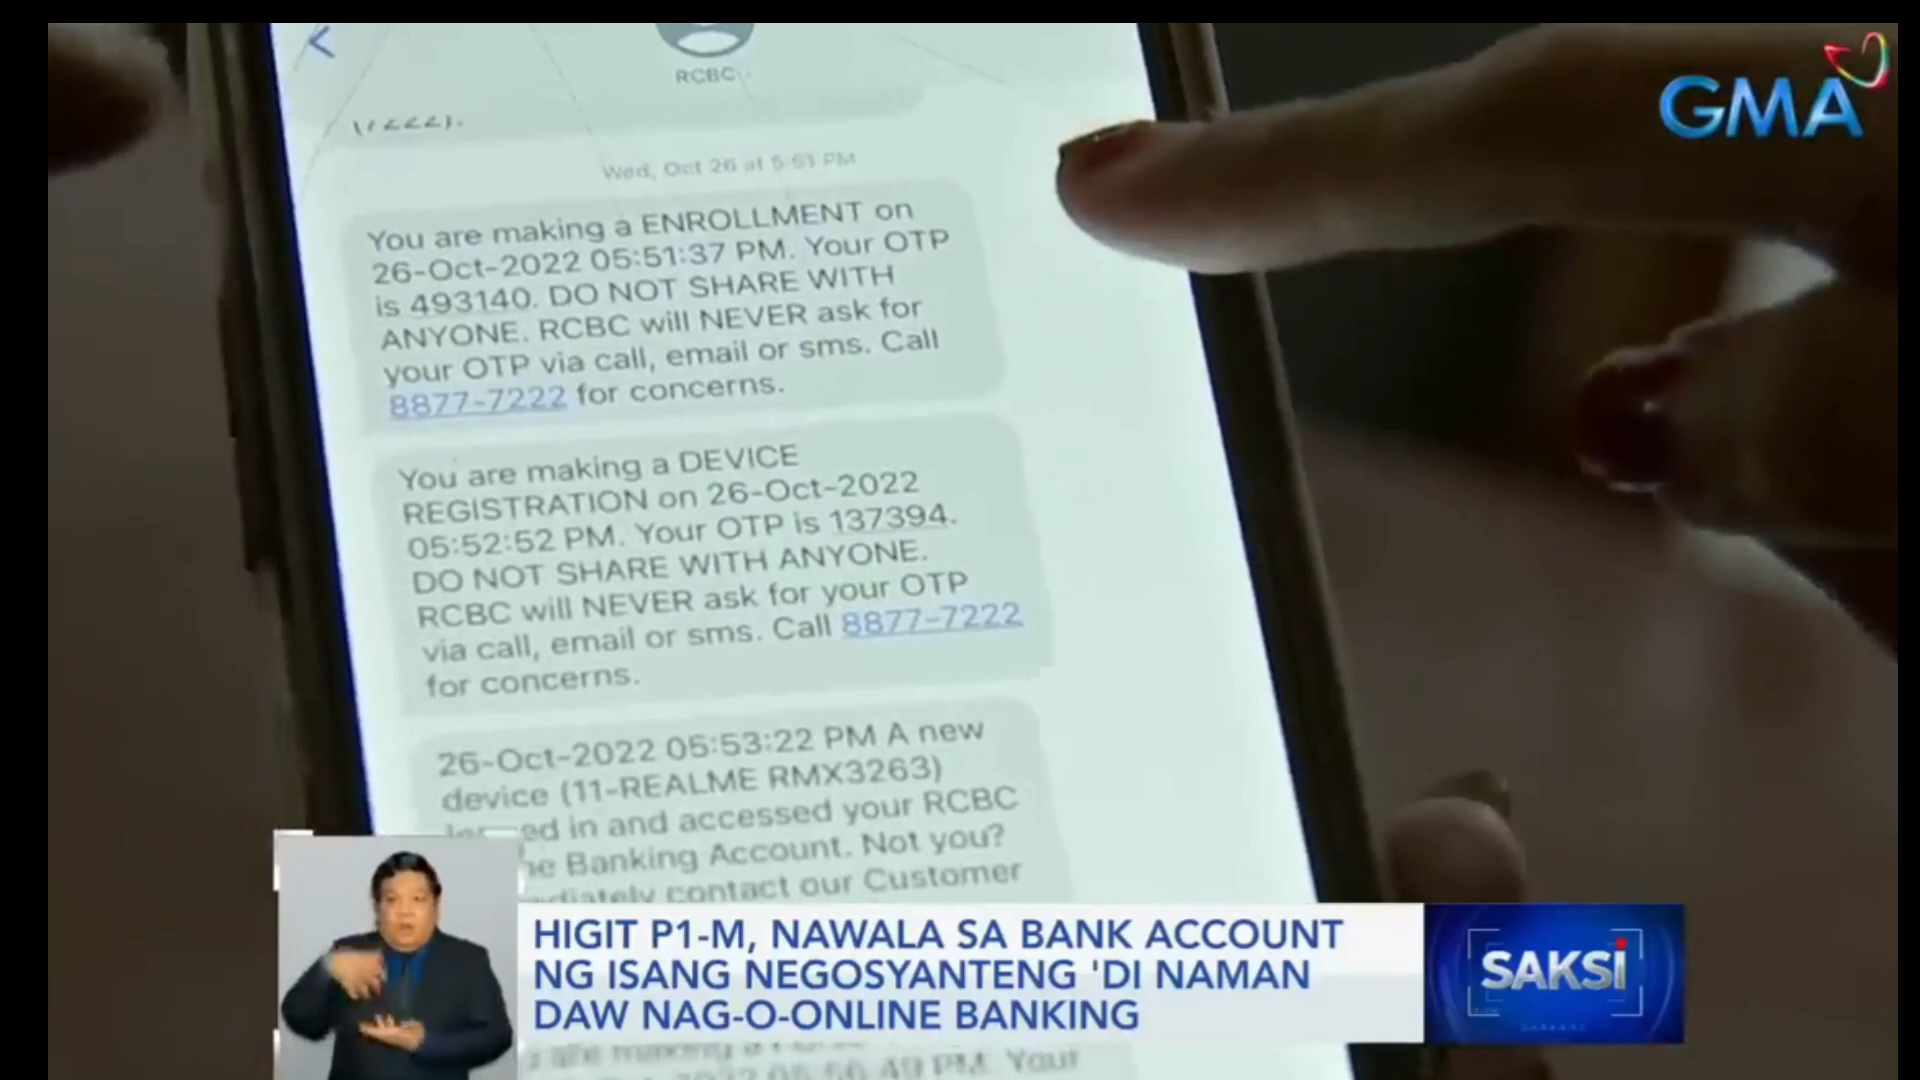 GMA
RCBC
Wed, Oct 26 at 5:51 PM
You are making a ENROLLMENT on
26-Oct-2022 05:51:37 PM. Your OTP
is 493140. DO NOT SHARE WITH
ANYONE. RCBC will NEVER ask for
your OTP via call, email or sms. Call
8877-7222 for concerns.
You are making a DEVICE
REGISTRATION on 26-Oct-2022
05:52:52 PM. Your OTP is 137394.
DO NOT SHARE WITH ANYONE.
RCBC will NEVER ask for your OTP
via call, email or sms. Call 8877-7222
for concerns.
26-Oct-2022 05:53:22 PM A new
device (11-REALME RMX3263)
in and accessed your RCBC
Banking Account. Not you?
contact our Customer
HIGIT P1-M, NAWALA SA BANK ACCOUNT
NG ISANG NEGOSYANTENG 'DI NAMAN
DAW NAG-O-ONLINE BANKING
SAKSI
making a
05:56:49 PM. Your